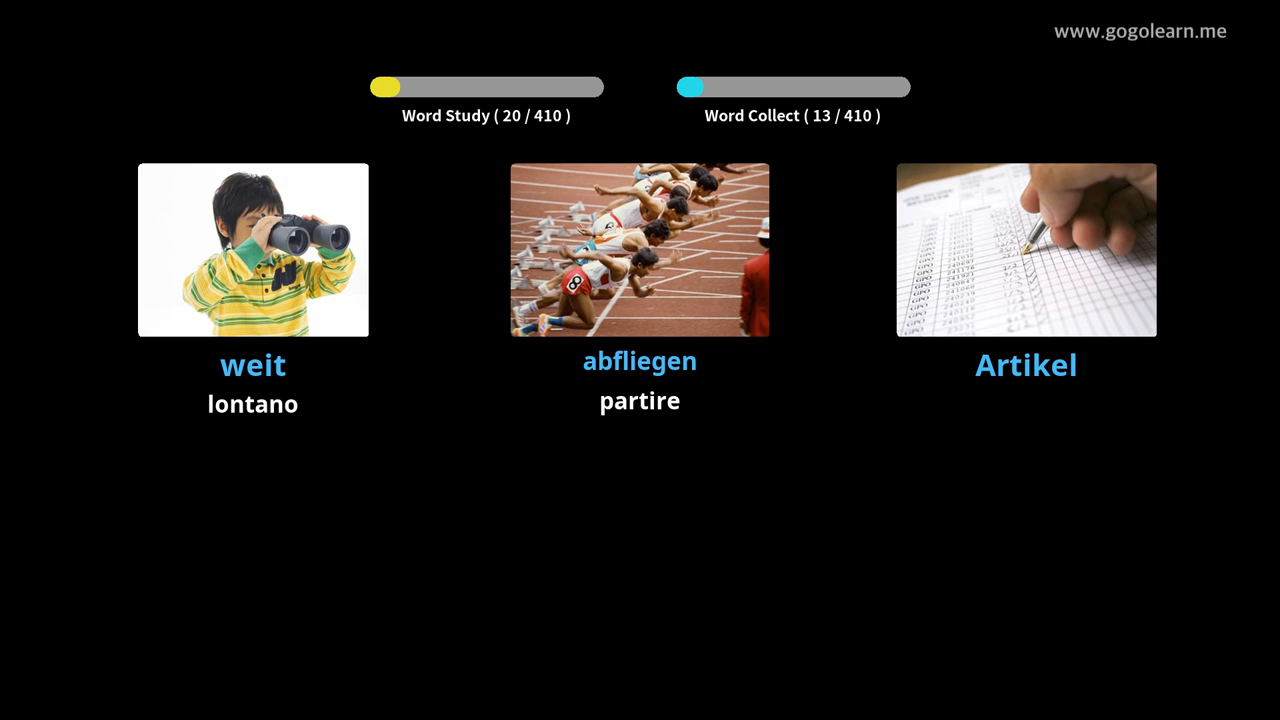 www.gogolearn.me
Word Study ( 20 / 410 )
Word Collect ( 13 / 410 )
weit
abfliegen
Artikel
lontano
partire